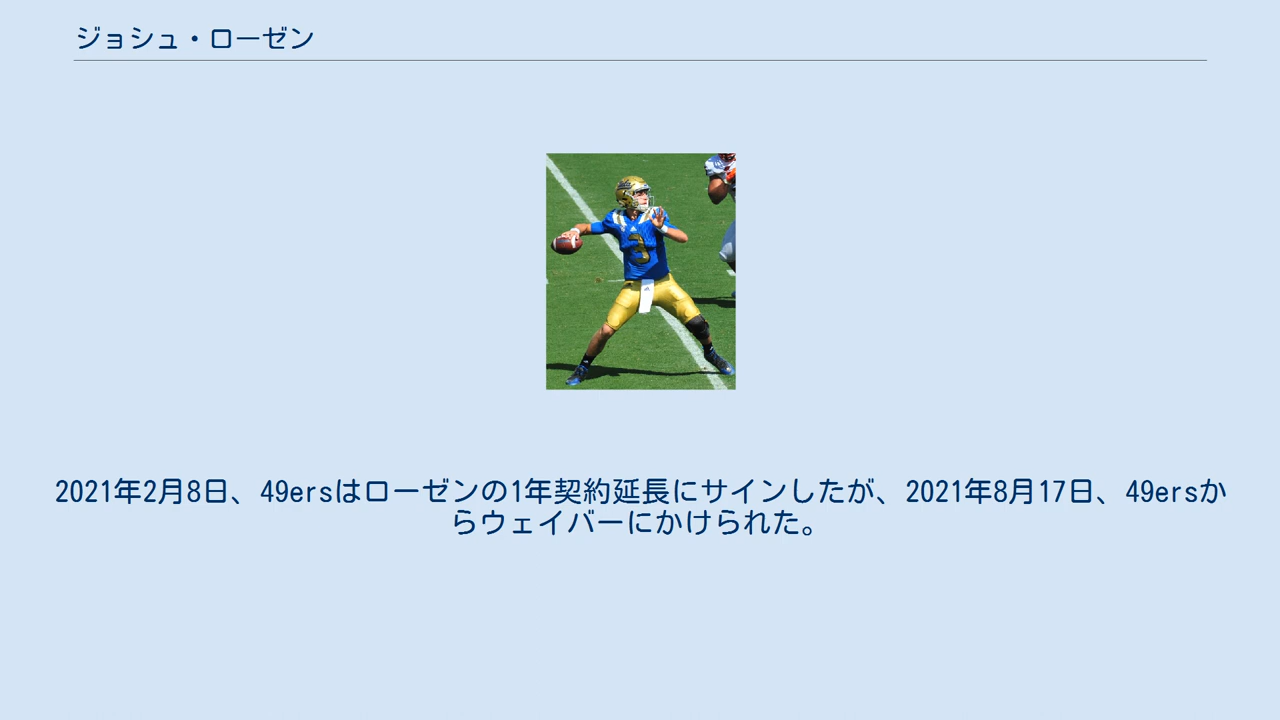 ジョシュ・ローゼン
3
2021年2月8日、49ersはローゼンの1年契約延長にサインしたが、2021年8月17日、49ersか
らウェイバーにかけられた。